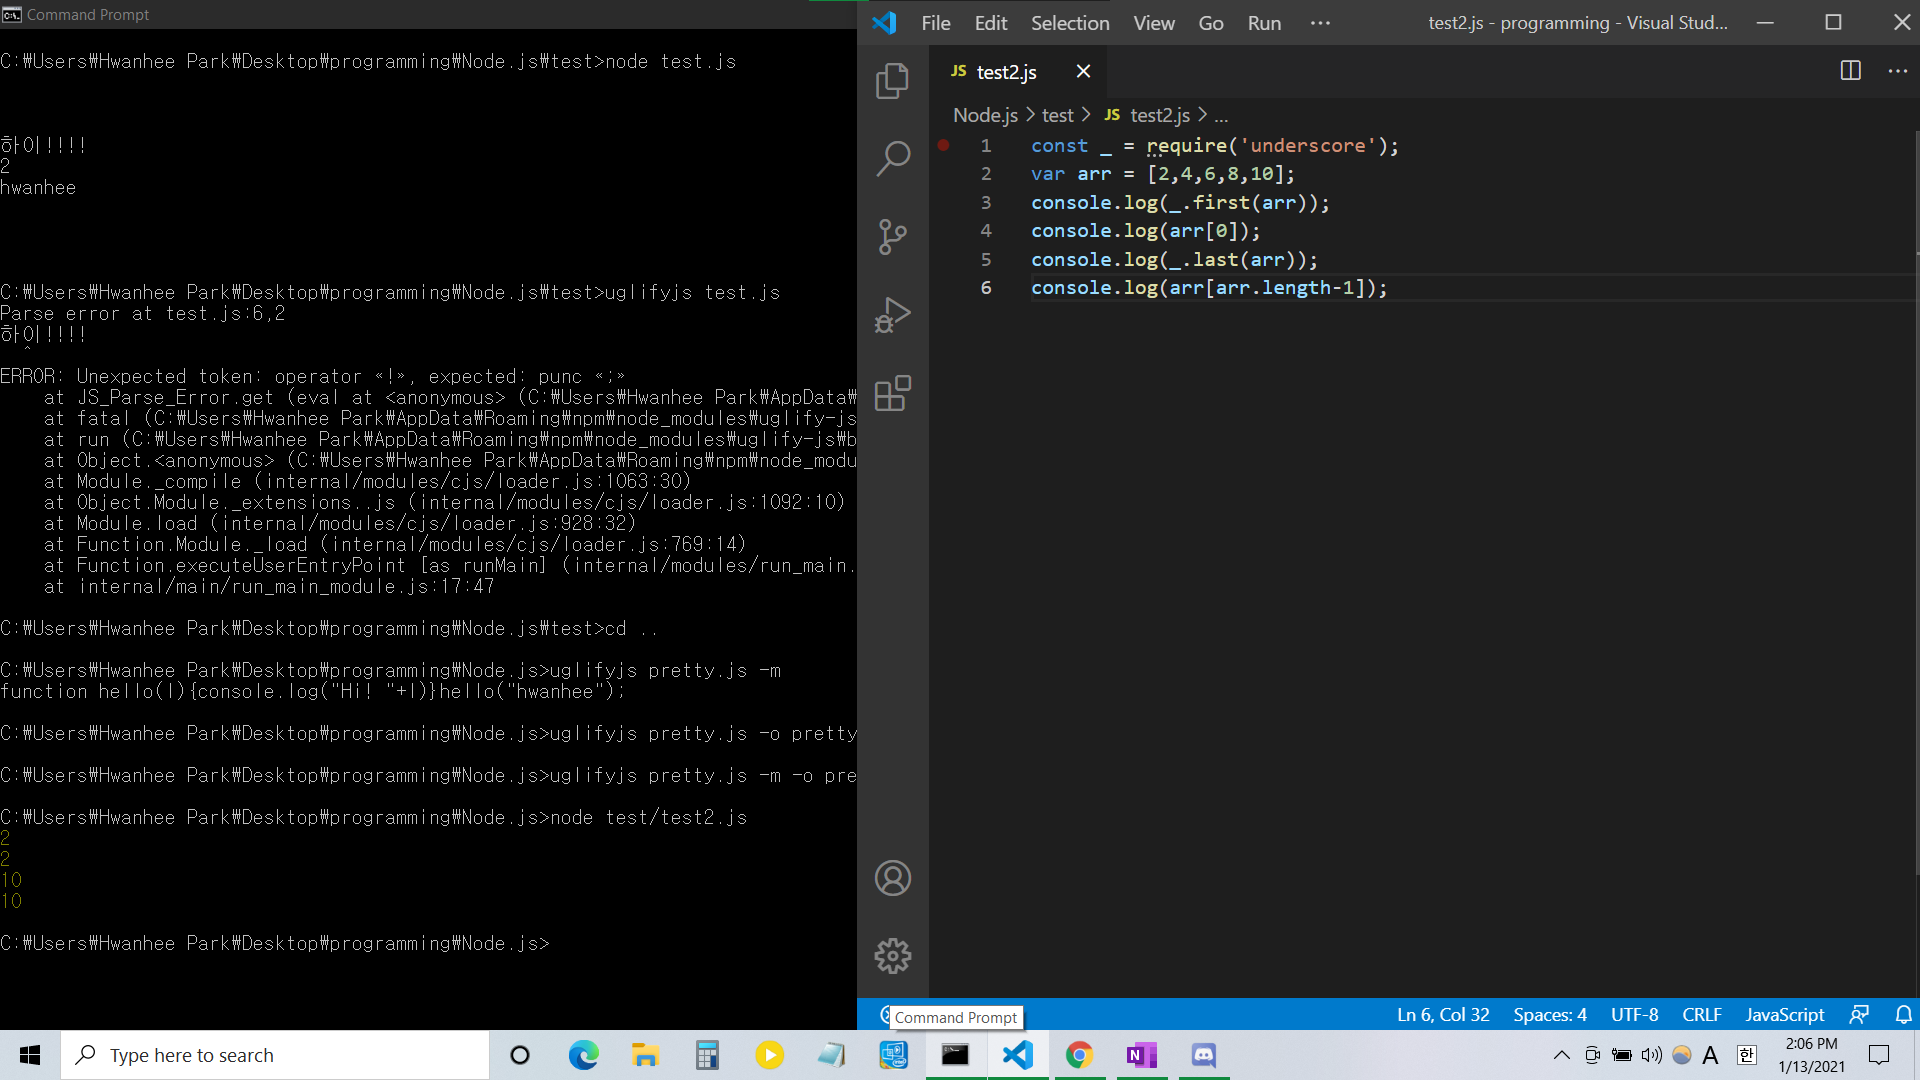 Command Prompt
C:₩Users₩Hwanhee Park₩Desktop₩programming₩Node.js₩test>node test.js
하이!!!!
2
hwanhee
C:₩Users₩Hwanhee Park₩Desktop₩programming₩Node.js₩test>uglifyjs test.js
Parse error at test.js:6,2
하이!!!!
^
ERROR: Unexpected token: operator «!», expected: punc «;»
at JS_Parse_Error.get (eval at <anonymous> (C:₩Users₩Hwanhee Park₩AppData₩
at fatal (C:₩Users₩Hwanhee Park₩AppData₩Roaming₩npm₩node_modules₩uglify-js
at run (C:₩Users₩Hwanhee Park₩AppData₩Roaming₩npm₩node_modules₩uglify-js₩b
at Object.<anonymous> (C:₩Users₩Hwanhee Park₩AppData₩Roaming₩npm₩node_modu
at Module._compile (internal/modules/cjs/loader.js:1063:30)
at Object.Module._extensions..js (internal/modules/cjs/loader.js:1092:10)
at Module.load (internal/modules/cjs/loader.js:928:32)
at Function.Module._load (internal/modules/cjs/loader.js:769:14)
at Function.executeUserEntryPoint [as runMain] (internal/modules/run_main.
at internal/main/run_main_module.js:17:47
C:₩Users₩Hwanhee Park₩Desktop₩programming₩Node.js₩test>cd ..
C:₩Users₩Hwanhee Park₩Desktop₩programming₩Node.js>uglifyjs pretty.js -m
function hello(l){console.log("Hi! "+l)}hello("hwanhee");
C:₩Users₩Hwanhee Park₩Desktop₩programming₩Node.js>uglifyjs pretty.js -o pretty
C:₩Users₩Hwanhee Park₩Desktop₩programming₩Node.js>uglifyjs pretty.js -m -o pre
C:₩Users₩Hwanhee Park₩Desktop₩programming₩Node.js>node test/test2.js
2
2
10
10
C:₩Users₩Hwanhee Park₩Desktop₩programming₩Node.js>
File Edit Selection View Go Run ··· test2.js - programming - Visual Stud...
JS test2.js
Node.js > test > JS test2.js > ...
1 const _ = require('underscore');
2 var arr = [2,4,6,8,10];
3 console.log(_.first(arr));
4 console.log(arr[0]);
5 console.log(_.last(arr));
6 console.log(arr[arr.length-1]);
Command Prompt
Ln 6, Col 32 Spaces: 4 UTF-8 CRLF JavaScript
Type here to search
A 한 2:06 PM
1/13/2021